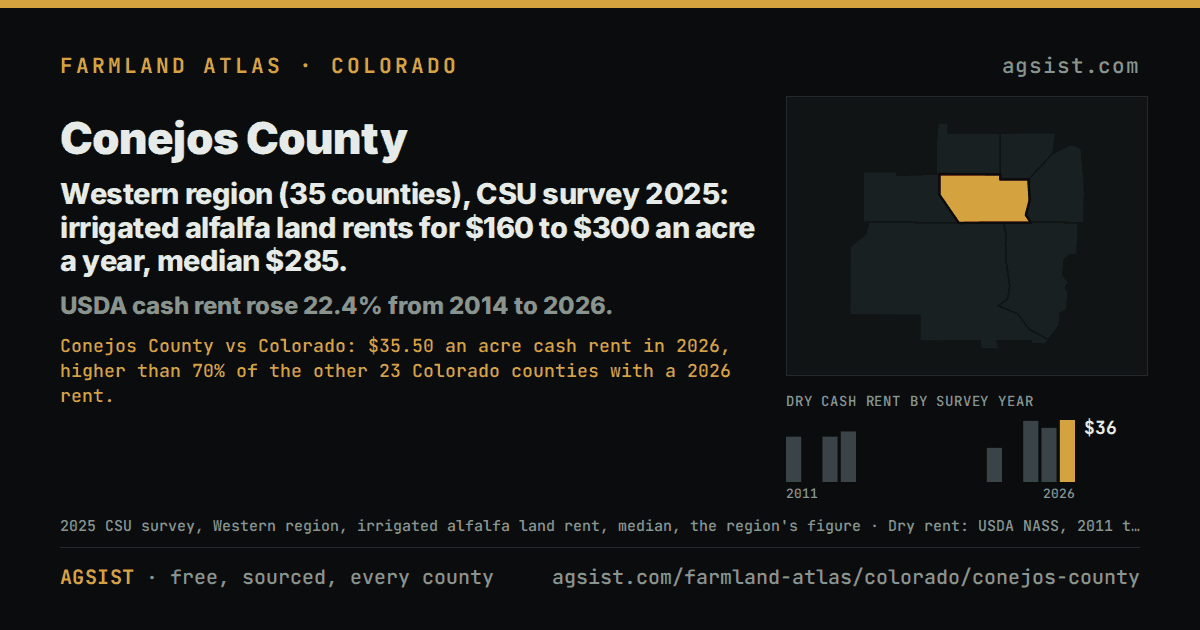 FARMLAND ATLAS · COLORADO
agsist.com
Conejos County
Western region (35 counties), CSU survey 2025:
irrigated alfalfa land rents for $160 to $300 an acre
a year, median $285.
USDA cash rent rose 22.4% from 2014 to 2026.
Conejos County vs Colorado: $35.50 an acre cash rent in 2026,
higher than 70% of the other 23 Colorado counties with a 2026
rent.
DRY CASH RENT BY SURVEY YEAR
$36
2011
2026
2025 CSU survey, Western region, irrigated alfalfa land rent, median, the region's figure · Dry rent: USDA NASS, 2011 t…
AGSIST · free, sourced, every county
agsist.com/farmland-atlas/colorado/conejos-county